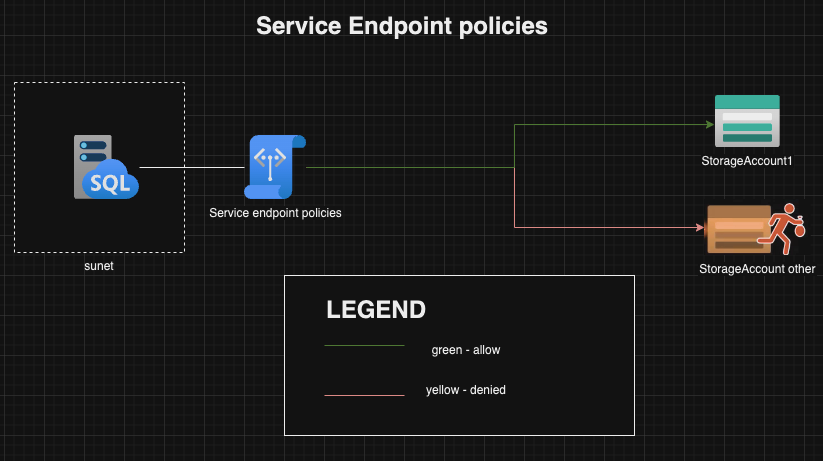 Service Endpoint policies
SQL
StorageAccount1
Service endpoint policies
sunet
StorageAccount other
LEGEND
green - allow
yellow - denied